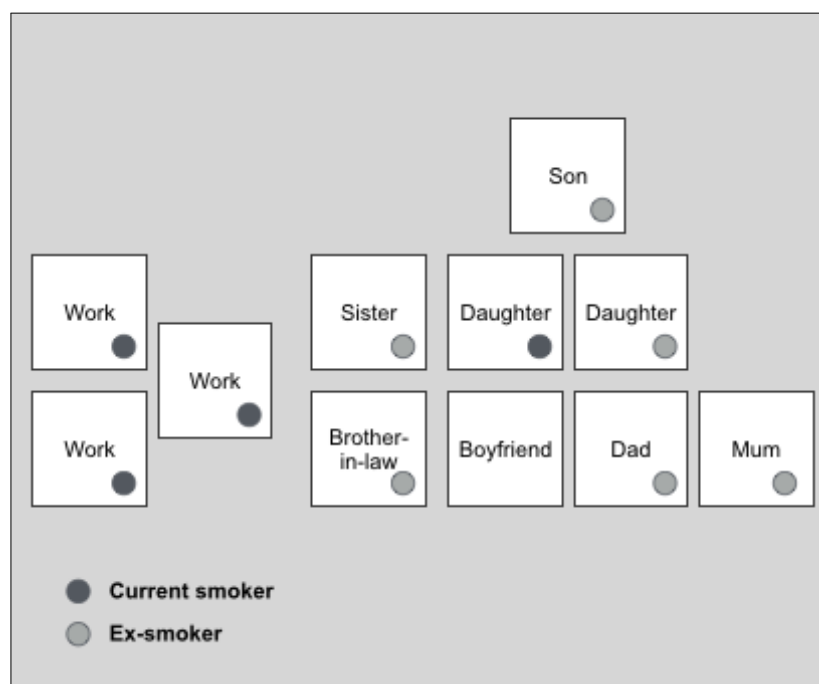 Son
Work
Sister
Daughter
Daughter
Work
Work
Brother-
in-law
Boyfriend
Dad
Mum
Current smoker
Ex-smoker